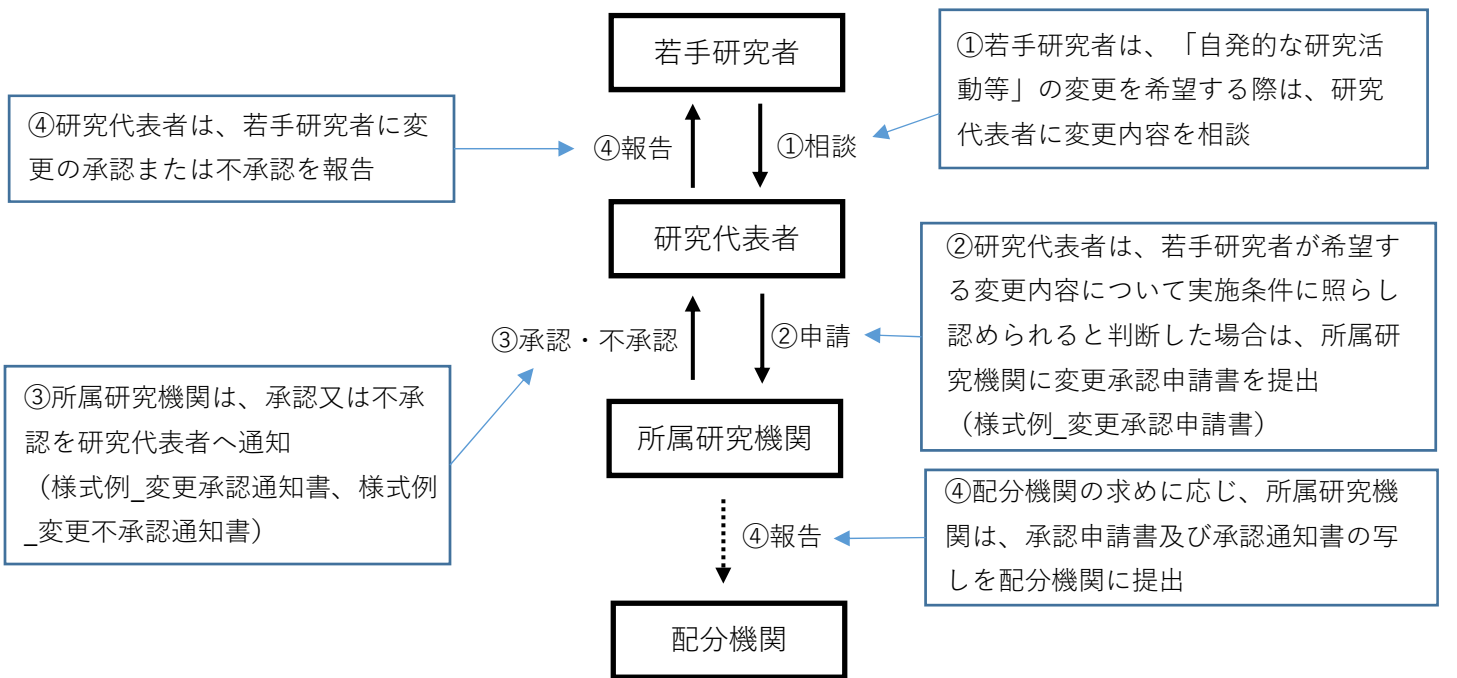 若手研究者
①若手研究者は、「自発的な研究活
動等」の変更を希望する際は、研究
代表者に変更内容を相談
④研究代表者は、若手研究者に変
更の承認または不承認を報告
④報告
①相談
研究代表者
②研究代表者は、若手研究者が希望す
る変更内容について実施条件に照らし
認められると判断した場合は、所属研
究機関に変更承認申請書を提出
（様式例_変更承認申請書）
③承認・不承認
②申請
③所属研究機関は、承認又は不承
認を研究代表者へ通知
（様式例_変更承認通知書、様式例
_変更不承認通知書）
所属研究機関
④配分機関の求めに応じ、所属研究機
関は、承認申請書及び承認通知書の写
しを配分機関に提出
④報告
配分機関